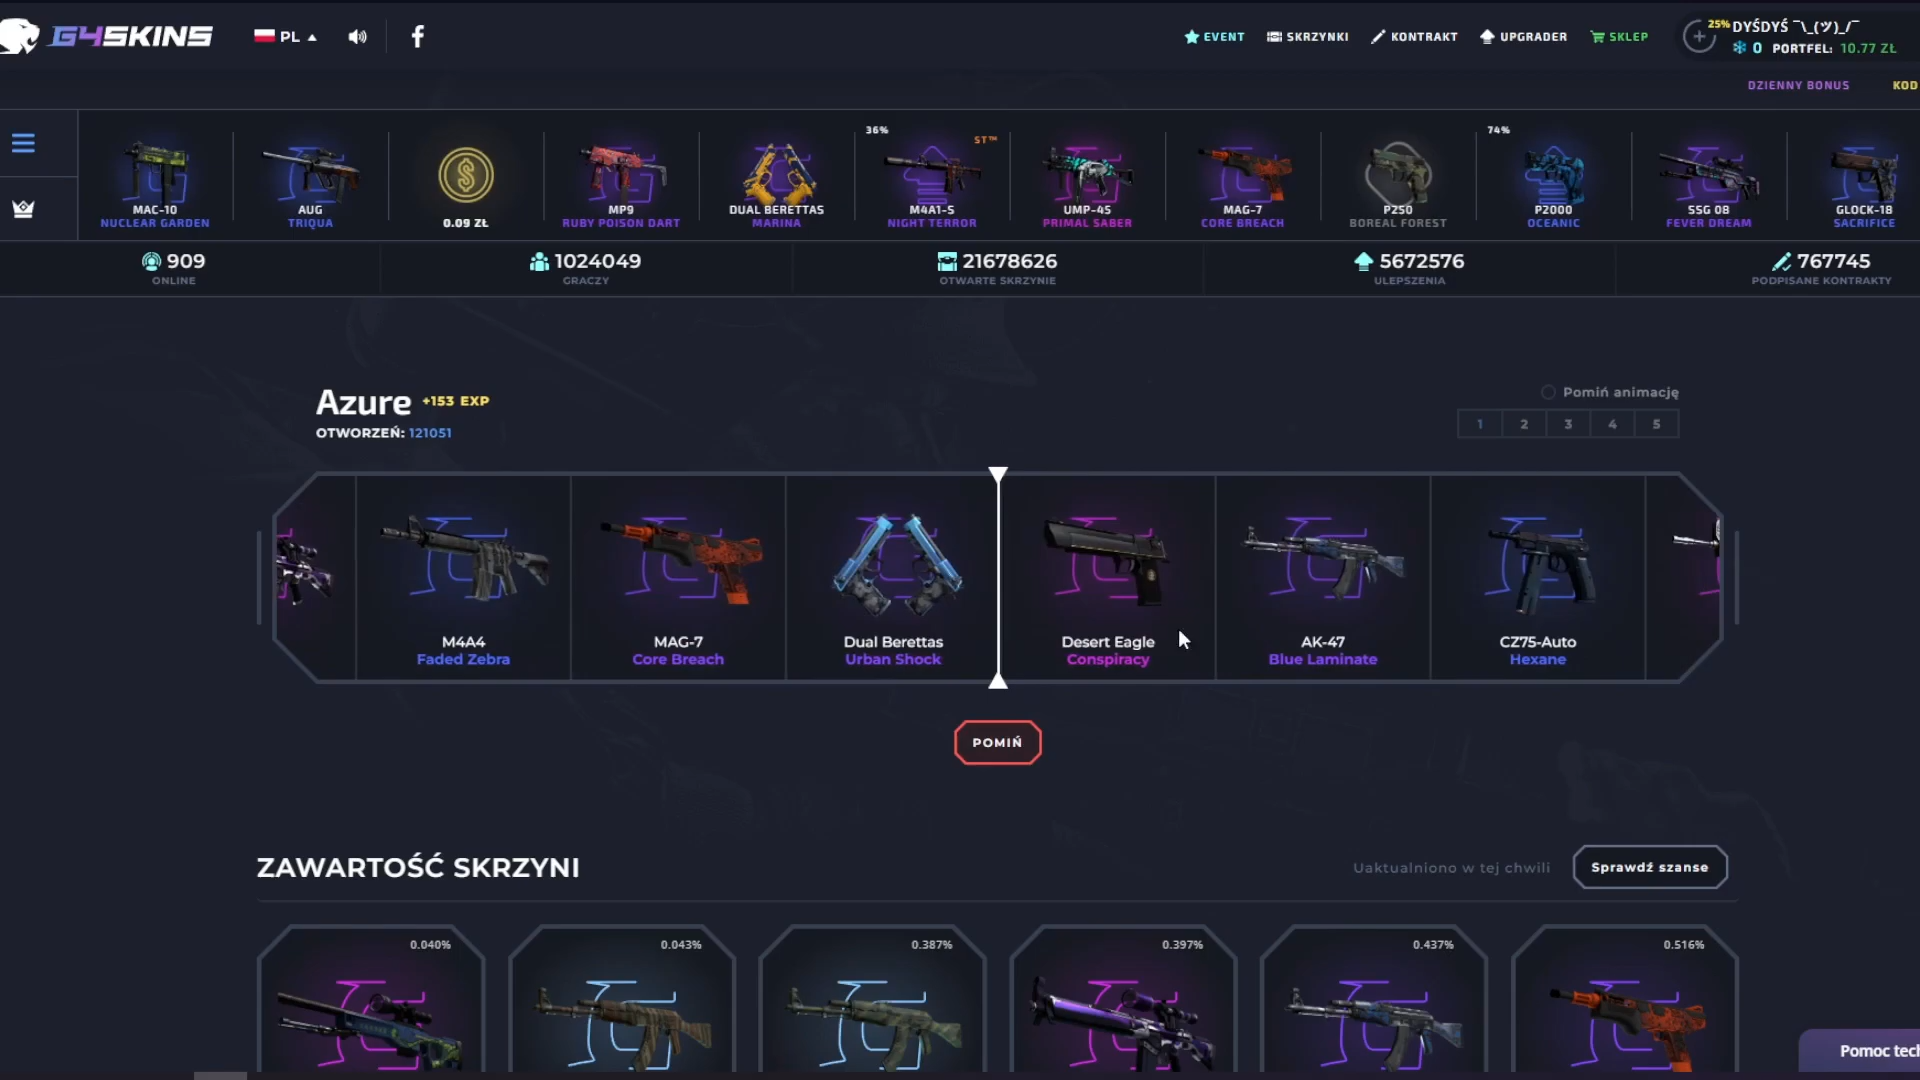 G4SKINS
PL
EVENT
SKRZYNKI
KONTRAKT
UPGRADER
SKLEP
25%
DYŚDYŚ ¯\_(ツ)_/¯
0 PORTFEL: 10.77 ZŁ
DZIENNY BONUS
KOD
MAC-10
NUCLEAR GARDEN
AUG
TRIQUA
0.09 ZŁ
MP9
RUBY POISON DART
DUAL BERETTAS
MARINA
36%
ST™
M4A1-S
NIGHT TERROR
UMP-45
PRIMAL SABER
MAG-7
CORE BREACH
P250
BOREAL FOREST
74%
P2000
OCEANIC
SSG 08
FEVER DREAM
GLOCK-18
SACRIFICE
909
ONLINE
1024049
GRACZY
21678626
OTWARTE SKRZYNIE
5672576
ULEPSZENIA
767745
PODPISANE KONTRAKTY
Azure +153 EXP
OTWORZEŃ: 121051
Pomiń animację
1 2 3 4 5
M4A4
Faded Zebra
MAG-7
Core Breach
Dual Berettas
Urban Shock
Desert Eagle
Conspiracy
AK-47
Blue Laminate
CZ75-Auto
Hexane
POMIŃ
ZAWARTOŚĆ SKRZYNI
Uaktualniono w tej chwili
Sprawdź szanse
0.040%
0.043%
0.387%
0.397%
0.437%
0.516%
Pomoc tech